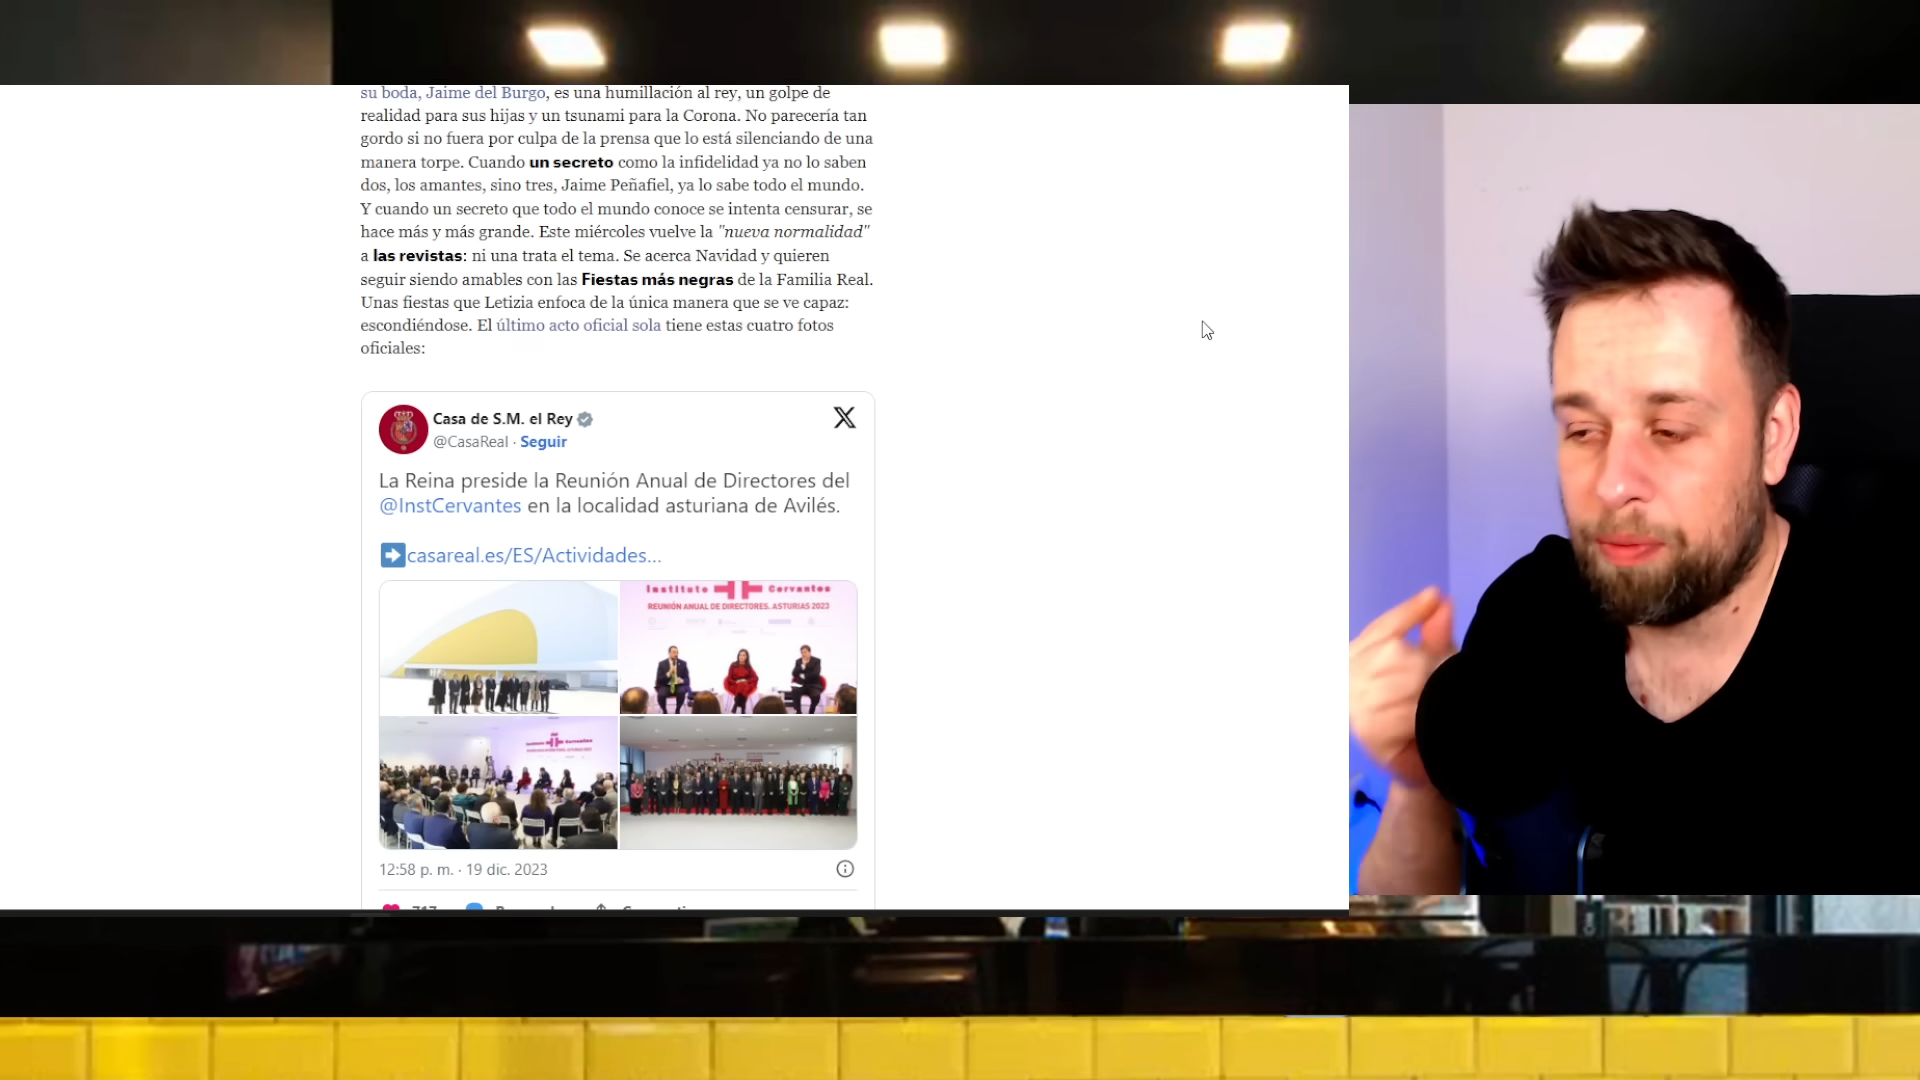 su boda, Jaime del Burgo, es una humillación al rey, un golpe de
realidad para sus hijas y un tsunami para la Corona. No parecería tan
gordo si no fuera por culpa de la prensa que lo está silenciando de una
manera torpe. Cuando un secreto como la infidelidad ya no lo saben
dos, los amantes, sino tres, Jaime Peñafiel, ya lo sabe todo el mundo.
Y cuando un secreto que todo el mundo conoce se intenta censurar, se
hace más y más grande. Este miércoles vuelve la "nueva normalidad"
a las revistas: ni una trata el tema. Se acerca Navidad y quieren
seguir siendo amables con las Fiestas más negras de la Familia Real.
Unas fiestas que Letizia enfoca de la única manera que se ve capaz:
escondiéndose. El último acto oficial sola tiene estas cuatro fotos
oficiales:
Casa de S.M. el Rey
@CasaReal · Seguir
La Reina preside la Reunión Anual de Directores del
@InstCervantes en la localidad asturiana de Avilés.
casareal.es/ES/Actividades...
Instituto Cervantes
REUNIÓN ANUAL DE DIRECTORES. ASTURIAS 2023
Instituto Cervantes
12:58 p. m. · 19 dic. 2023